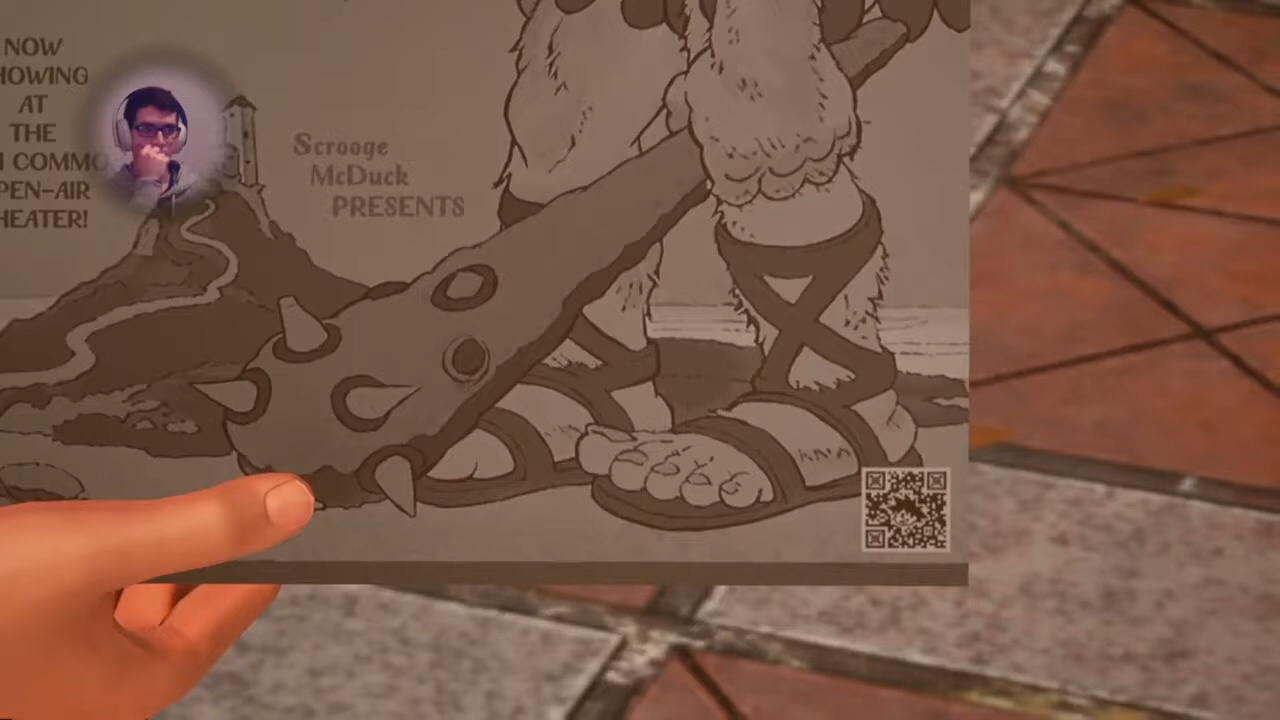 NOW
HOWING
AT
THE
COMMO
PEN-AIR
HEATER!
Scrooge
McDuck
PRESENTS